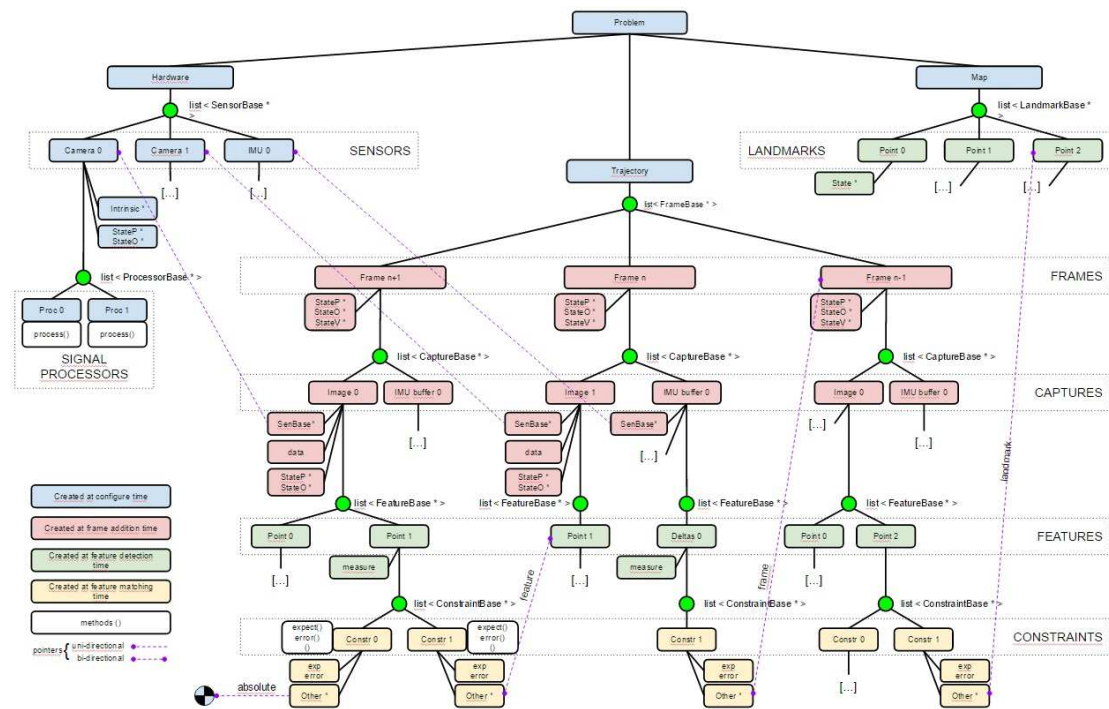 Problem
Hardware
Map
list < SensorBase *
>
list < LandmarkBase *
>
Camera 0
Camera 1
IMU 0
SENSORS
LANDMARKS
Point 0
Point 1
Point 2
[...]
[...]
Trajectory
State *
[...]
[...]
Intrinsic *
StateP *
StateO *
list < FrameBase * >
list < ProcessorBase * >
Frame n+1
Frame n
Frame n-1
FRAMES
Proc 0
Proc 1
process()
process()
SIGNAL
PROCESSORS
StateP *
StateO *
StateV *
StateP *
StateO *
StateV *
StateP *
StateO *
StateV *
list < CaptureBase * >
list < CaptureBase * >
list < CaptureBase * >
Image 0
IMU buffer 0
Image 1
IMU buffer 0
Image 0
IMU buffer 0
CAPTURES
SenBase*
data
StateP *
StateO *
[...]
SenBase*
data
StateP *
StateO *
SenBase*
[...]
[...]
[...]
landmark
list < FeatureBase * >
list < FeatureBase * >
list < FeatureBase * >
list < FeatureBase * >
Point 0
Point 1
Point 1
Deltas 0
Point 0
Point 2
FEATURES
[...]
measure
[...]
measure
[...]
feature
frame
list < ConstraintBase * >
list < ConstraintBase * >
list < ConstraintBase * >
expect()
error()
()
Constr 0
Constr 1
expect()
error()
()
Constr 1
Constr 0
Constr 1
CONSTRAINTS
exp
error
Other *
exp
error
Other *
exp
error
Other *
[...]
exp
error
Other *
absolute
Created at configure time
Created at frame addition time
Created at feature detection
time
Created at feature matching
time
methods ()
pointers
uni-directional
bi-directional